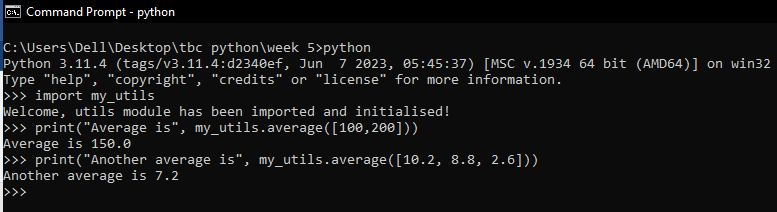 Command Prompt - python
C:\Users\Dell\Desktop\tbc python\week 5>python
Python 3.11.4 (tags/v3.11.4:d2340ef, Jun  7 2023, 05:45:37) [MSC v.1934 64 bit (AMD64)] on win32
Type "help", "copyright", "credits" or "license" for more information.
>>> import my_utils
Welcome, utils module has been imported and initialised!
>>> print("Average is", my_utils.average([100,200]))
Average is 150.0
>>> print("Another average is", my_utils.average([10.2, 8.8, 2.6]))
Another average is 7.2
>>>